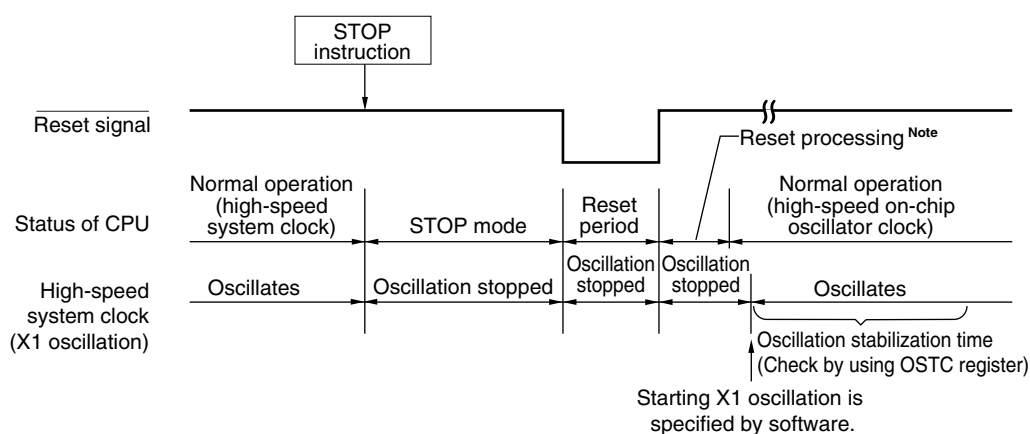 STOP
instruction
Reset signal
Reset processing Note
Status of CPU
Normal operation
(high-speed
system clock)
STOP mode
Reset
period
Normal operation
(high-speed on-chip
oscillator clock)
High-speed
system clock
(X1 oscillation)
Oscillates
Oscillation stopped
Oscillation
stopped
Oscillation
stopped
Oscillates
Oscillation stabilization time
(Check by using OSTC register)
Starting X1 oscillation is
specified by software.